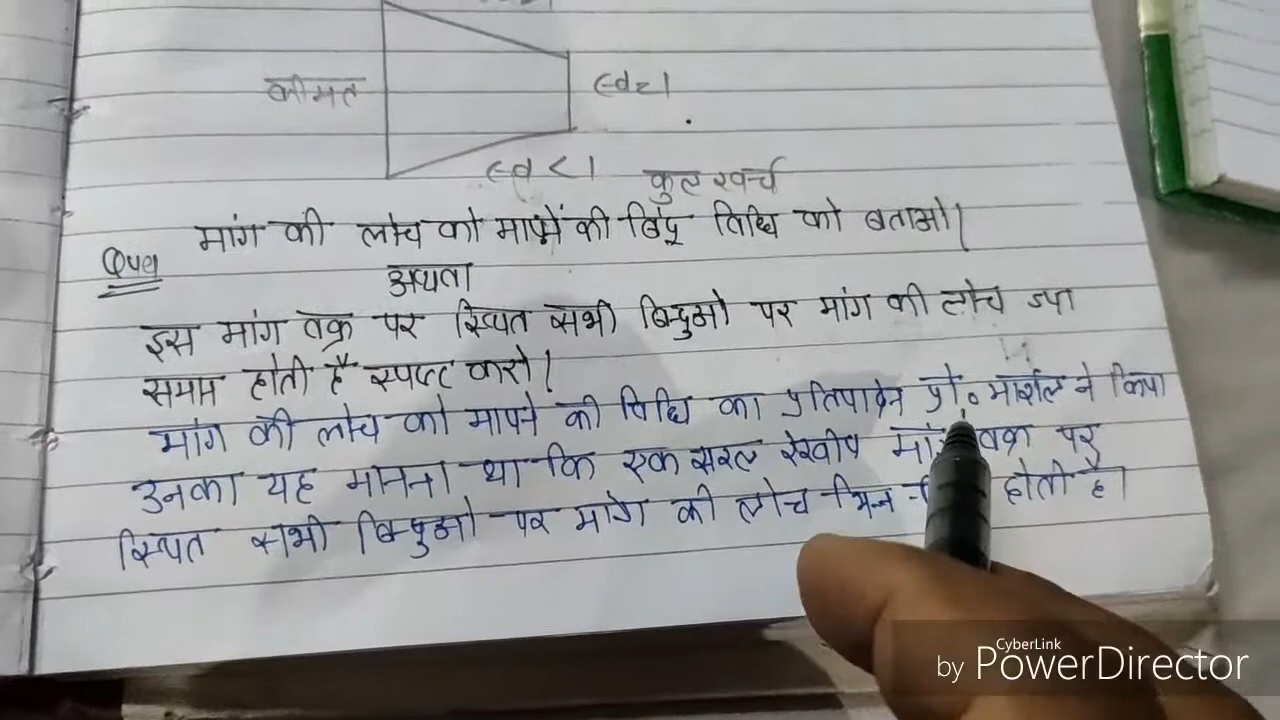 कीमत
ed=1
ed<1
कुल खर्च
Que मांग की लोच को मापने की बिंदु विधि को बताओ।
अथवा
इस मांग वक्र पर स्थित सभी बिन्दुओ पर मांग की लोच क्या
समान होती है स्पष्ट करो।
मांग की लोच को मापने की विधि का प्रतिपादन प्रो. मार्शल ने किया
उनका यह मानना था कि एक सरल रेखीय वक्र पर
स्थित सभी बिन्दुओ पर मांग की लोच भिन्न होती है।
CyberLink
by PowerDirector